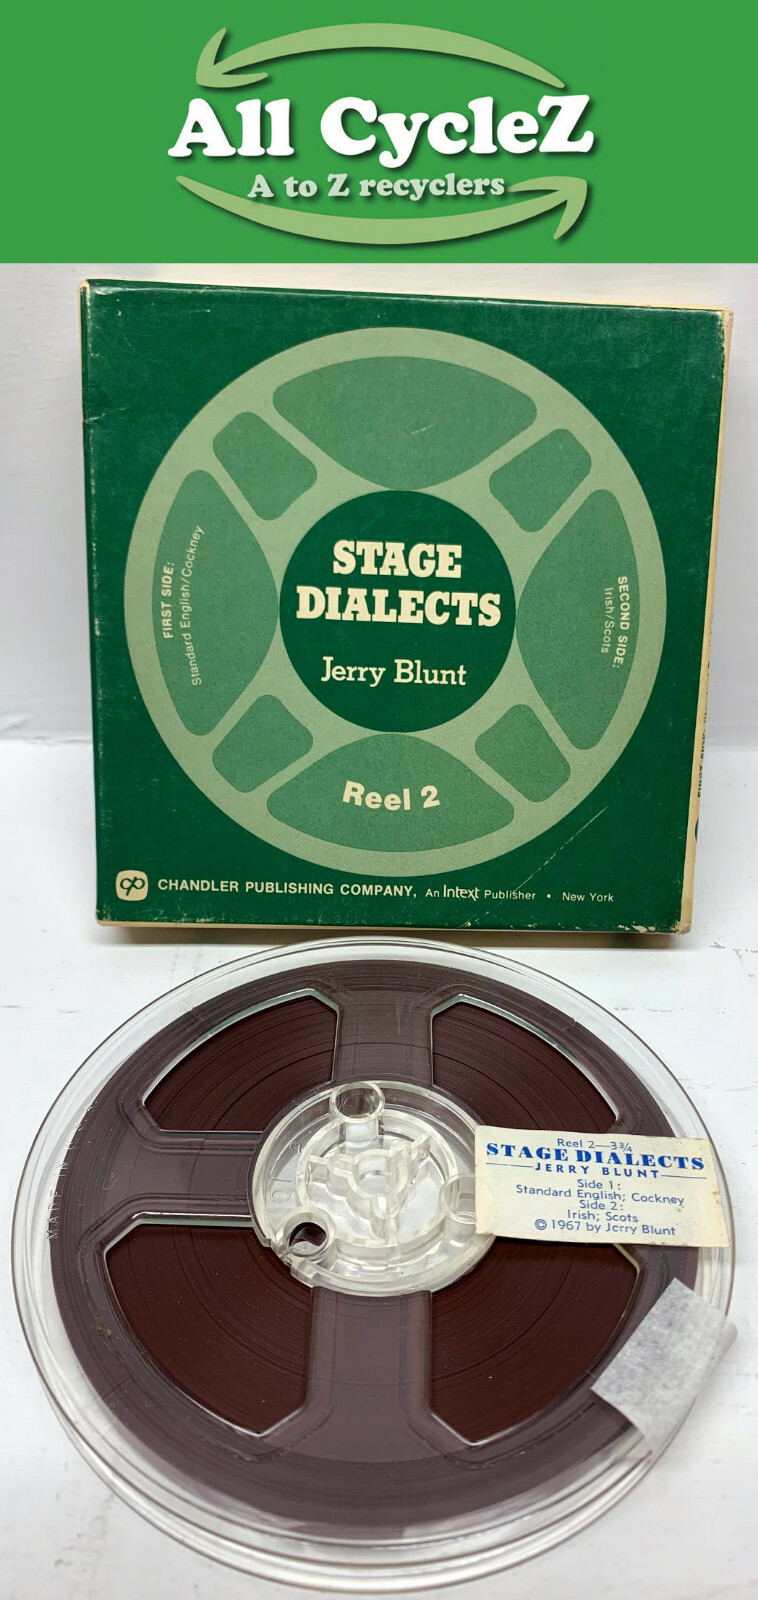 All CycleZ
A to Z recyclers
STAGE
DIALECTS
Jerry Blunt
FIRST SIDE:
Standard English/Cockney
SECOND SIDE:
Irish/Scots
Reel 2
CHANDLER PUBLISHING COMPANY, An Intext Publisher • New York
MADE IN U.S.A.
Reel 2—3¾
STAGE DIALECTS
JERRY BLUNT
Side 1:
Standard English; Cockney
Side 2:
Irish; Scots
© 1967 by Jerry Blunt